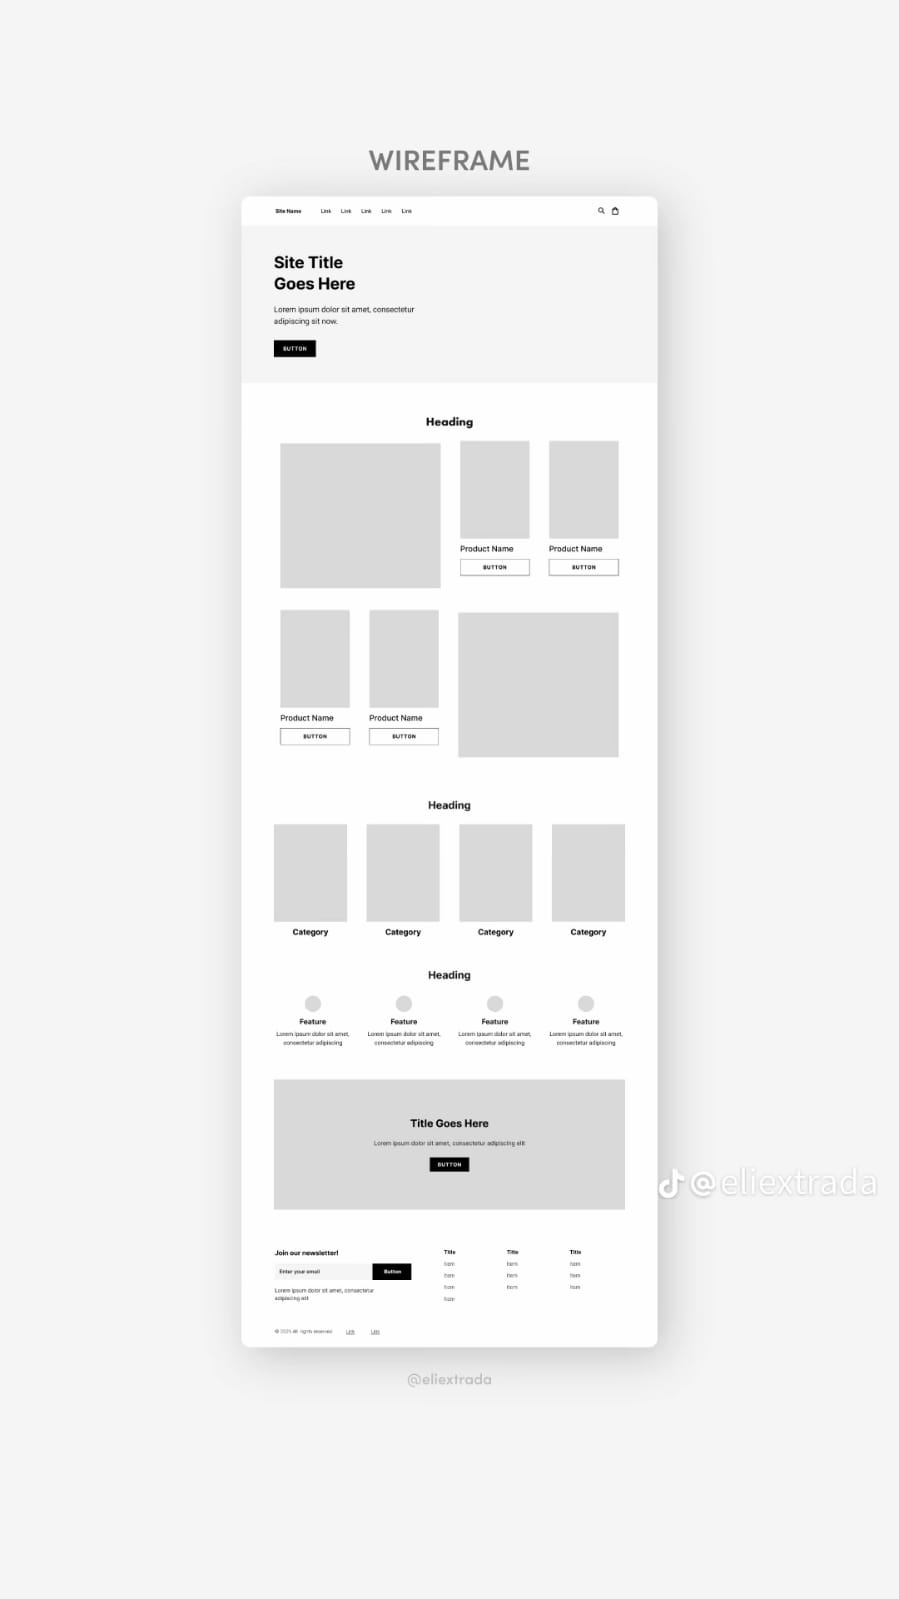 WIREFRAME
Site Name Link Link Link Link Link
Site Title
Goes Here
Lorem ipsum dolor sit amet, consectetur
adipiscing sit now.
BUTTON
Heading
Product Name Product Name
BUTTON BUTTON
Product Name Product Name
BUTTON BUTTON
Heading
Category Category Category Category
Heading
Feature Feature Feature Feature
Lorem ipsum dolor sit amet, Lorem ipsum dolor sit amet, Lorem ipsum dolor sit amet, Lorem ipsum dolor sit amet,
consectetur adipiscing consectetur adipiscing consectetur adipiscing consectetur adipiscing
Title Goes Here
Lorem ipsum dolor sit amet, consectetur adipiscing elit
BUTTON
@eliextrada
Join our newsletter!
Enter your email Button
Lorem ipsum dolor sit amet, consectetur
adipiscing elit
Title Title Title
Item Item Item
Item Item Item
Item Item Item
Item
© 2025 All rights reserved Link Link
@eliextrada